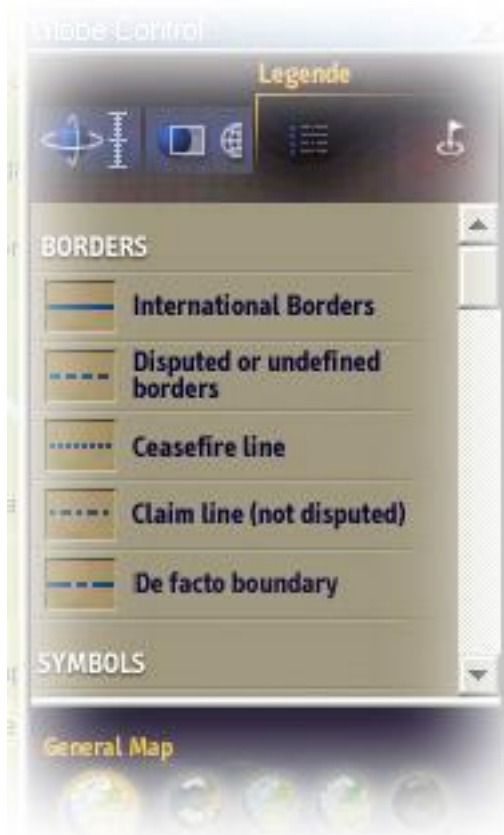 Globe Control
Legende
BORDERS
International Borders
Disputed or undefined
borders
Ceasefire line
Claim line (not disputed)
De facto boundary
SYMBOLS
General Map